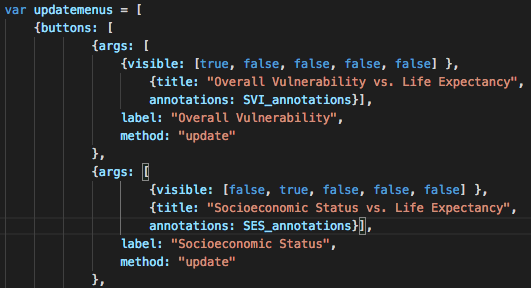 var updatemenus = [
{buttons: [
{args: [
{visible: [true, false, false, false, false] },
{title: "Overall Vulnerability vs. Life Expectancy",
annotations: SVI_annotations}],
label: "Overall Vulnerability",
method: "update"
},
{args: [
{visible: [false, true, false, false, false] },
{title: "Socioeconomic Status vs. Life Expectancy",
annotations: SES_annotations}],
label: "Socioeconomic Status",
method: "update"
},